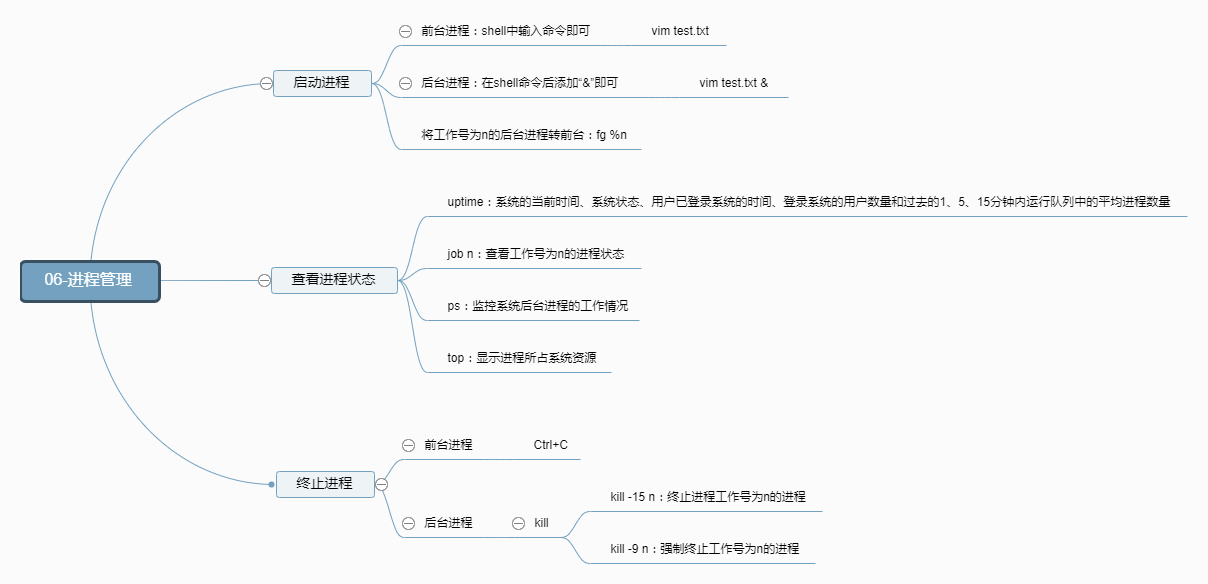 06-进程管理
启动进程
前台进程：shell中输入命令即可 vim test.txt
后台进程：在shell命令后添加“&”即可 vim test.txt &
将工作号为n的后台进程转前台：fg %n
查看进程状态
uptime：系统的当前时间、系统状态、用户已登录系统的时间、登录系统的用户数量和过去的1、5、15分钟内运行队列中的平均进程数量
job n：查看工作号为n的进程状态
ps：监控系统后台进程的工作情况
top：显示进程所占系统资源
终止进程
前台进程 Ctrl+C
后台进程 kill
kill -15 n：终止进程工作号为n的进程
kill -9 n：强制终止工作号为n的进程